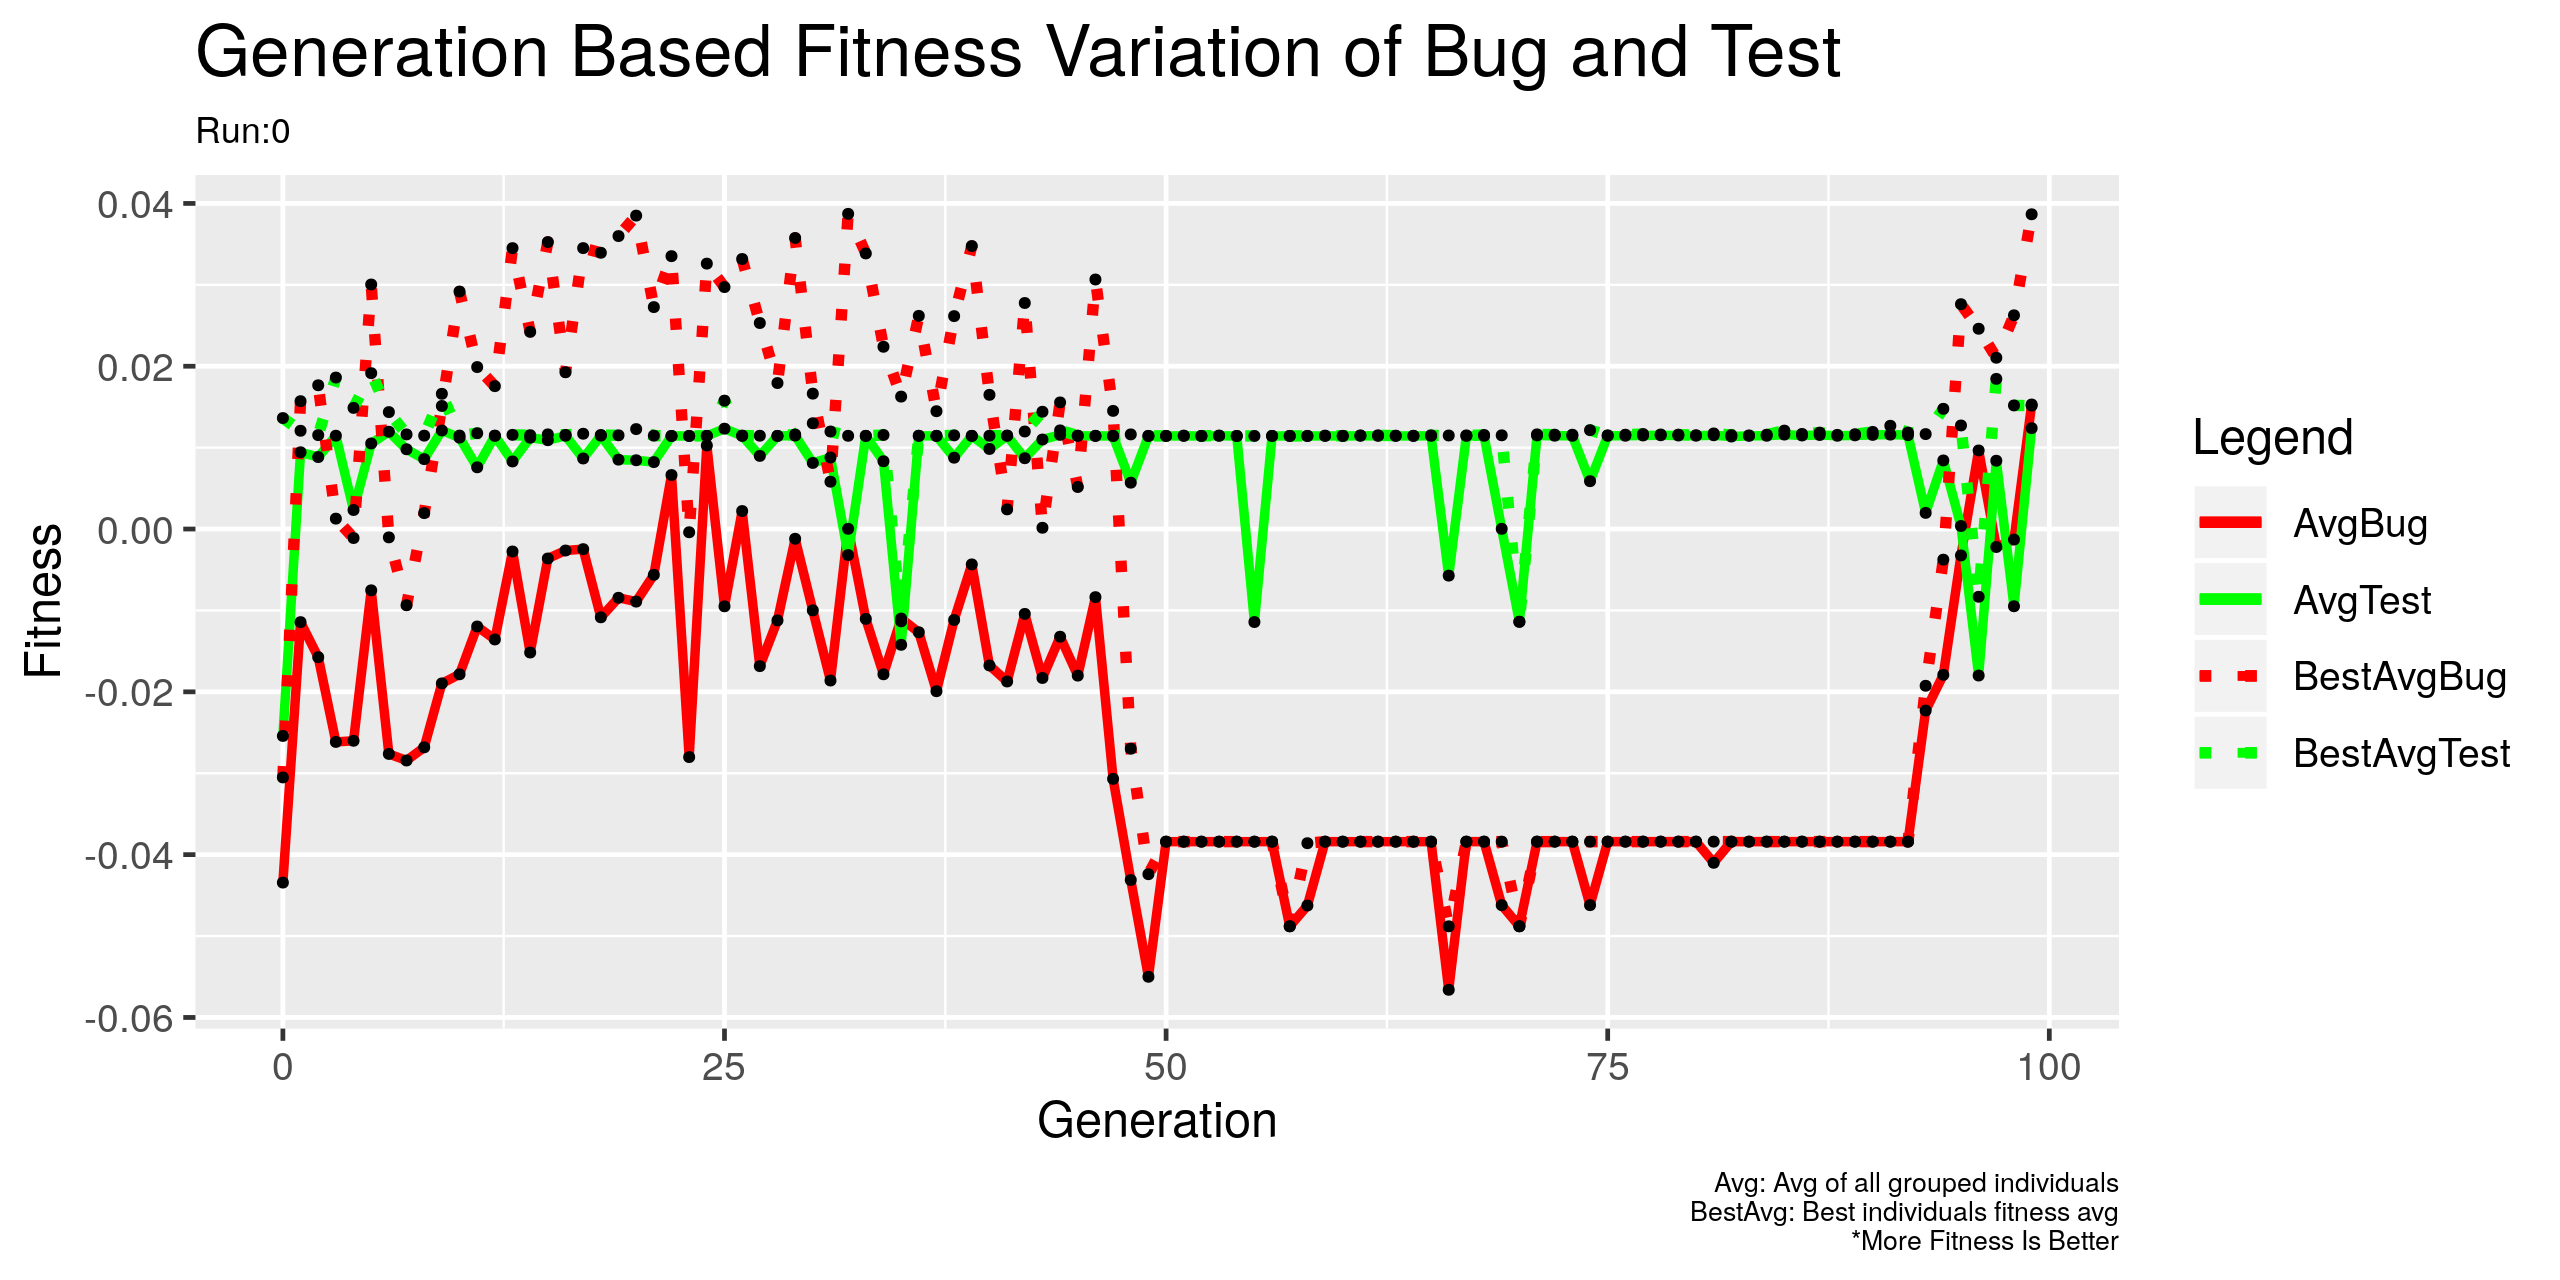 Generation Based Fitness Variation of Bug and Test
Run:0
Fitness
0.04
0.02
0.00
-0.02
-0.04
-0.06
0
25
50
75
100
Generation
Legend
AvgBug
AvgTest
BestAvgBug
BestAvgTest
Avg: Avg of all grouped individuals
BestAvg: Best individuals fitness avg
*More Fitness Is Better